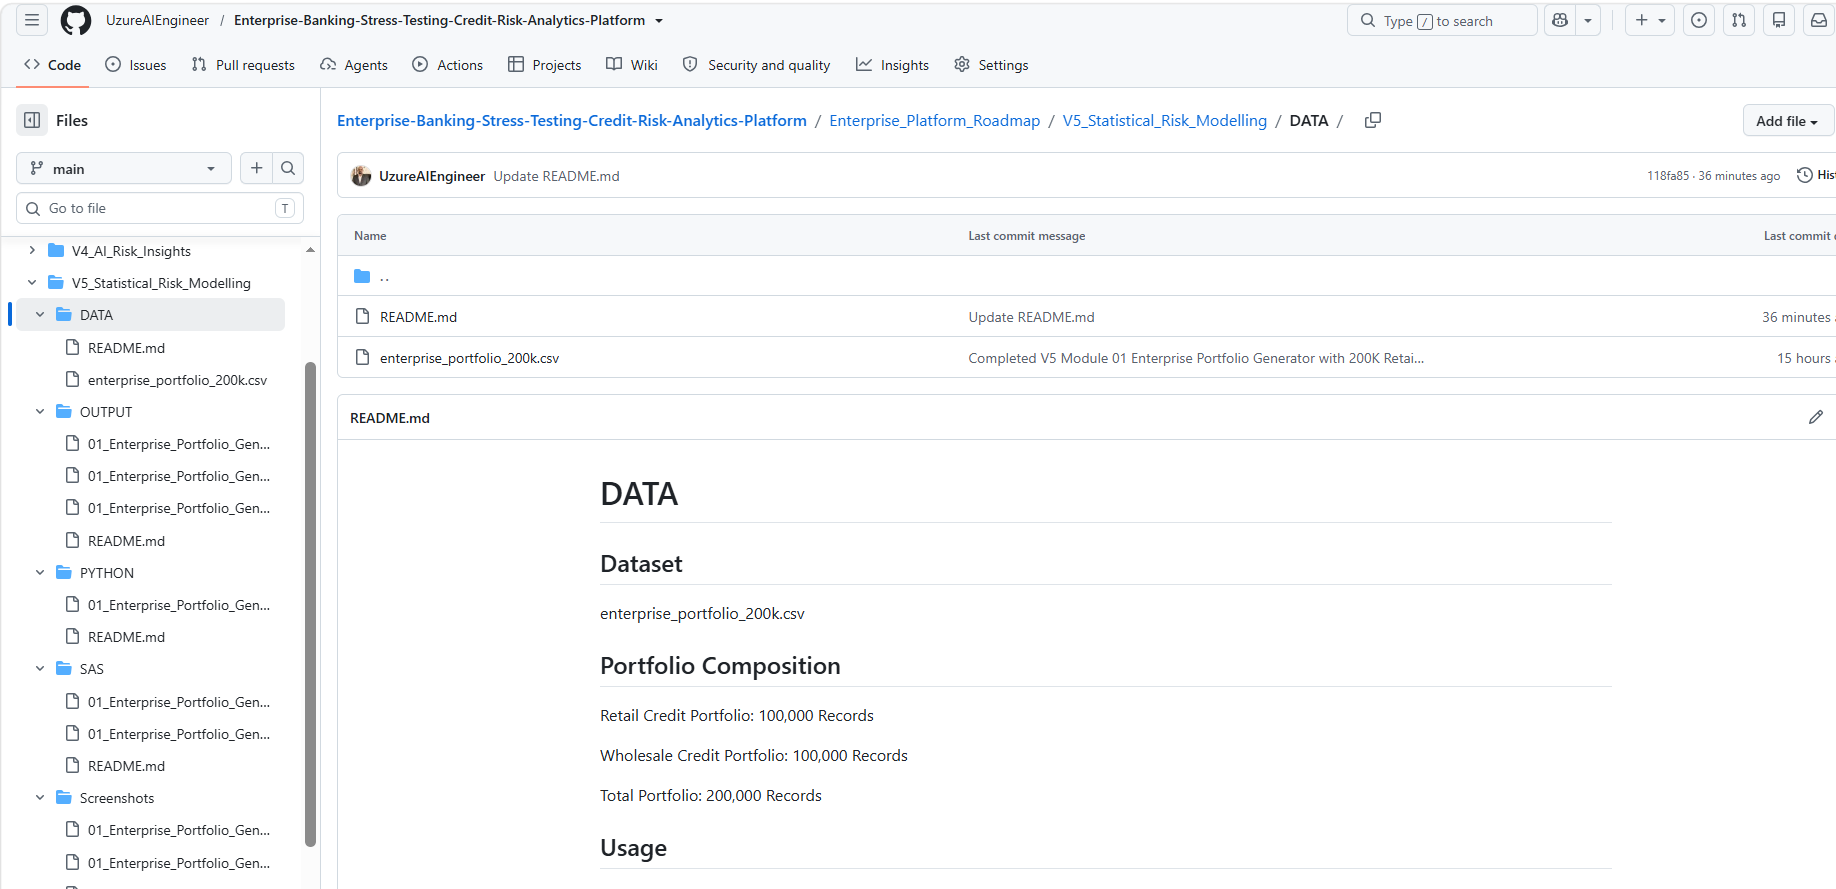 UzureAIEngineer / Enterprise-Banking-Stress-Testing-Credit-Risk-Analytics-Platform
Type / to search
Code
Issues
Pull requests
Agents
Actions
Projects
Wiki
Security and quality
Insights
Settings
Files
main
Go to file
T
V4_AI_Risk_Insights
V5_Statistical_Risk_Modelling
DATA
README.md
enterprise_portfolio_200k.csv
OUTPUT
01_Enterprise_Portfolio_Gen...
01_Enterprise_Portfolio_Gen...
01_Enterprise_Portfolio_Gen...
README.md
PYTHON
01_Enterprise_Portfolio_Gen...
README.md
SAS
01_Enterprise_Portfolio_Gen...
01_Enterprise_Portfolio_Gen...
README.md
Screenshots
01_Enterprise_Portfolio_Gen...
01_Enterprise_Portfolio_Gen...
Enterprise-Banking-Stress-Testing-Credit-Risk-Analytics-Platform / Enterprise_Platform_Roadmap / V5_Statistical_Risk_Modelling / DATA /
Add file
UzureAIEngineer Update README.md
118fa85 · 36 minutes ago
His
Name
Last commit message
Last commit
..
README.md
Update README.md
36 minutes
enterprise_portfolio_200k.csv
Completed V5 Module 01 Enterprise Portfolio Generator with 200K Retai...
15 hours
README.md
DATA
Dataset
enterprise_portfolio_200k.csv
Portfolio Composition
Retail Credit Portfolio: 100,000 Records
Wholesale Credit Portfolio: 100,000 Records
Total Portfolio: 200,000 Records
Usage